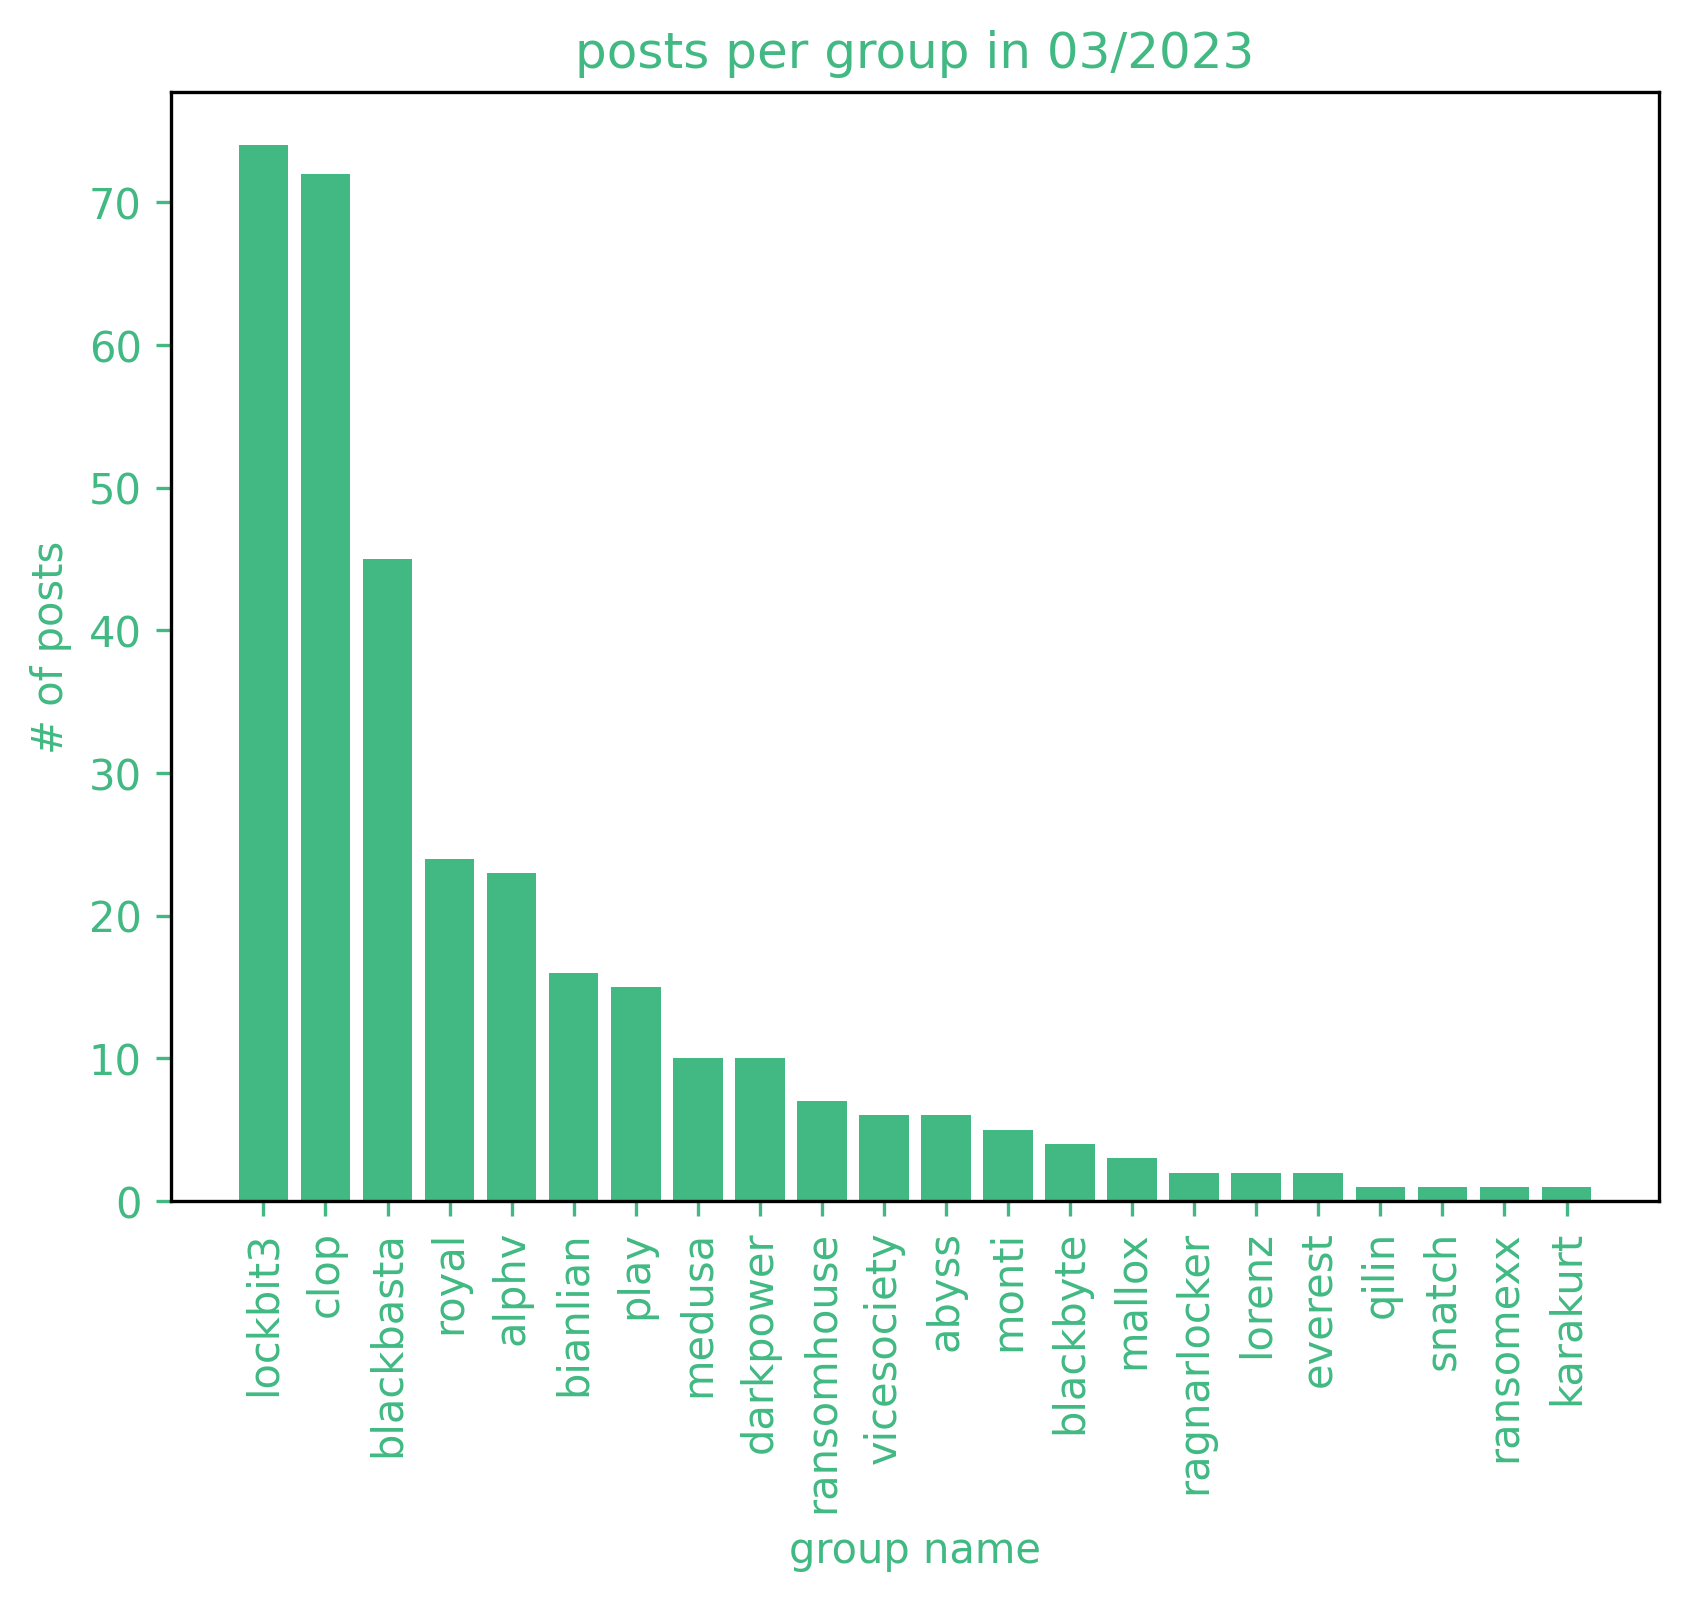 posts per group in 03/2023
# of posts
70
60
50
40
30
20
10
0
lockbit3
clop
blackbasta
royal
alphv
bianlian
play
medusa
darkpower
ransomhouse
vicesociety
abyss
monti
blackbyte
mallox
ragnarlocker
lorenz
everest
qilin
snatch
ransomexx
karakurt
group name